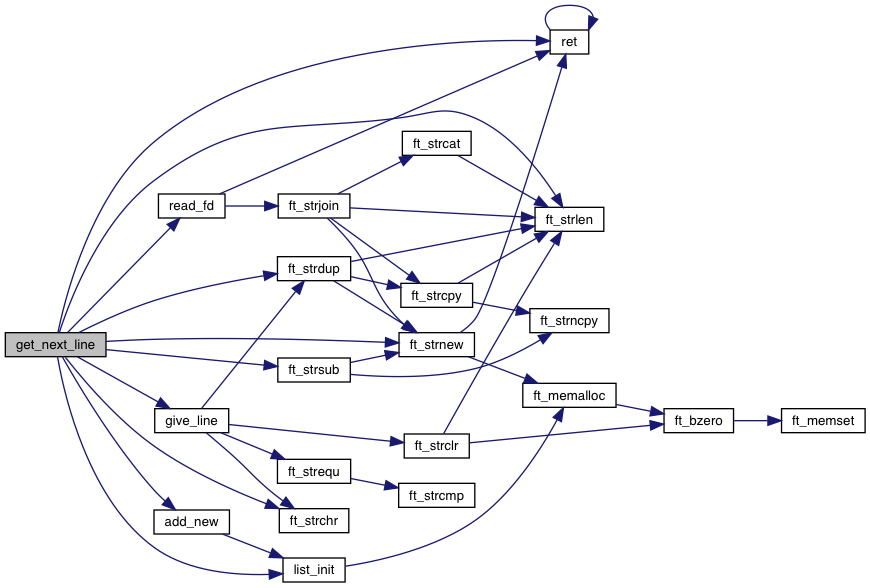 ret
ft_strcat
read_fd
ft_strjoin
ft_strlen
ft_strdup
ft_strcpy
ft_strncpy
get_next_line
ft_strnew
ft_strsub
ft_memalloc
give_line
ft_bzero
ft_memset
ft_strclr
ft_strequ
ft_strcmp
add_new
ft_strchr
list_init